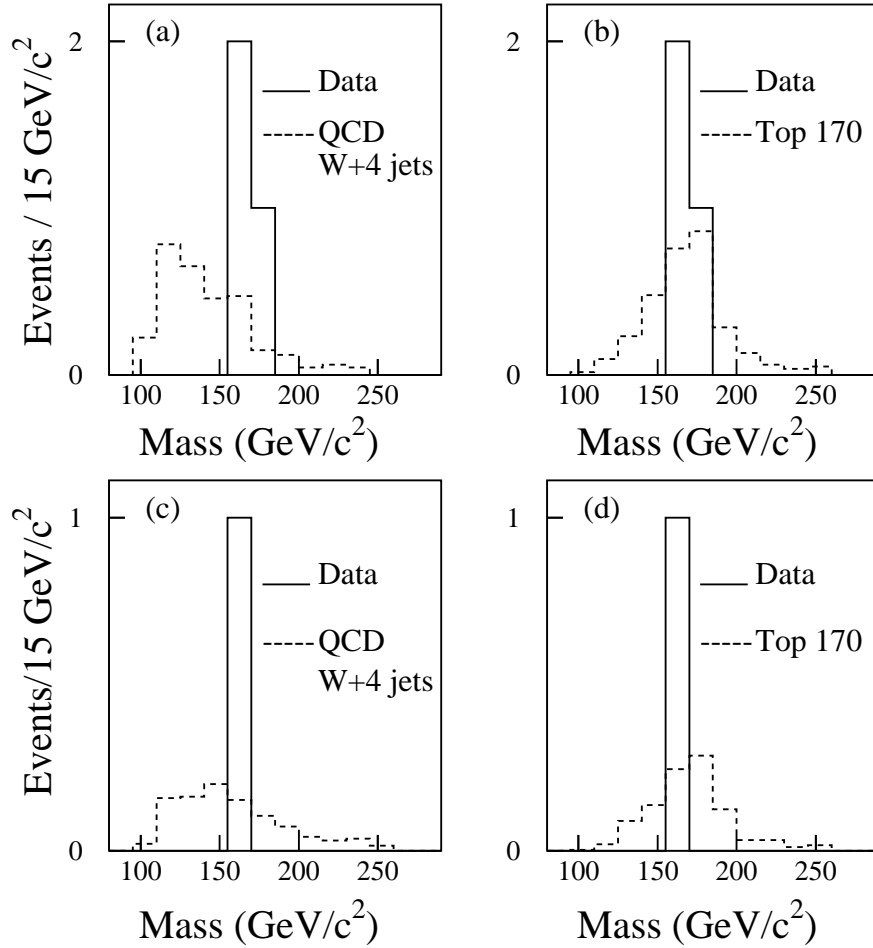 (a)
2
Data
QCD
W+4 jets
0
100 150 200 250
Mass (GeV/c²)
Events / 15 GeV/c²
(b)
2
Data
Top 170
0
100 150 200 250
Mass (GeV/c²)
(c)
1
Data
QCD
W+4 jets
0
100 150 200 250
Mass (GeV/c²)
Events/15 GeV/c²
(d)
1
Data
Top 170
0
100 150 200 250
Mass (GeV/c²)